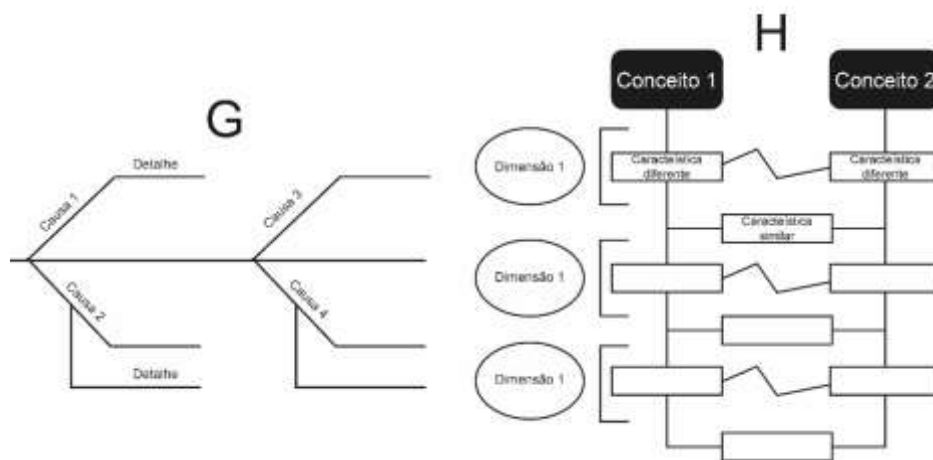 G
Detalhe
Causa 1
Causa 3
Causa 2
Causa 4
Detalhe
H
Conceito 1
Conceito 2
Dimensão 1
Característica
diferente
Característica
diferente
Característica
similar
Dimensão 1
Dimensão 1